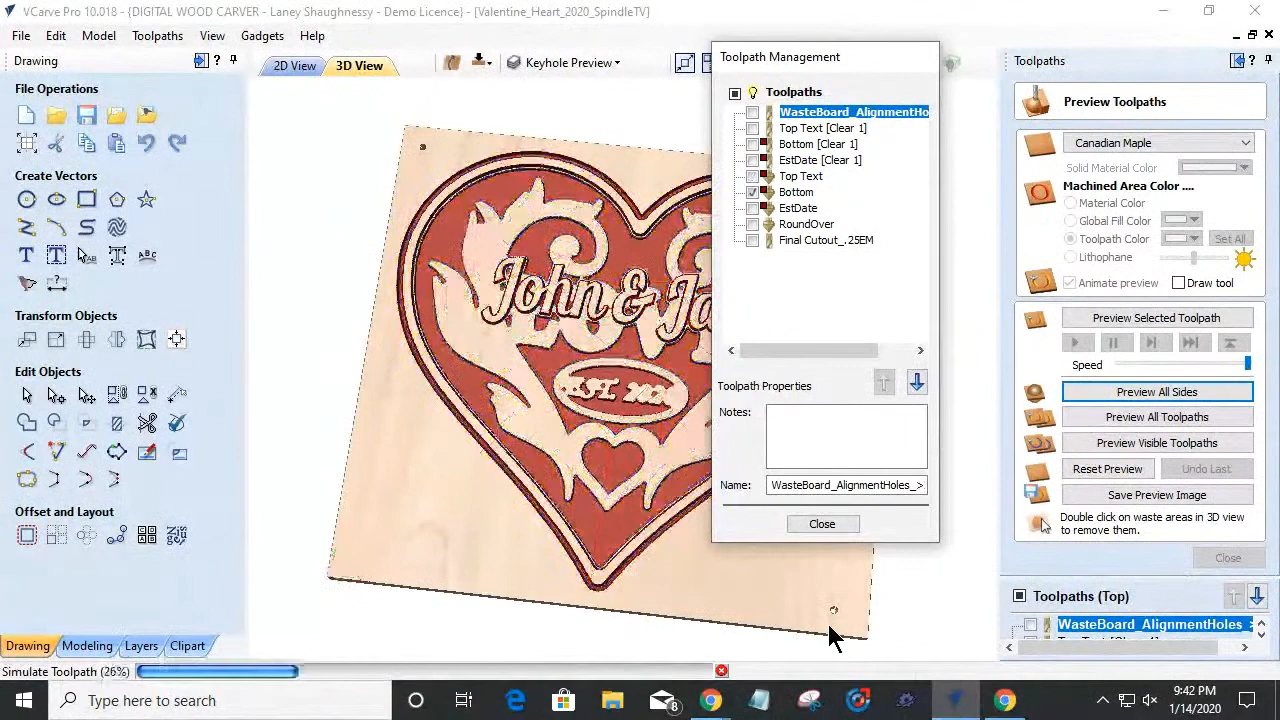 VCarve Pro 10.018 - {DIGITAL WOOD CARVER - Laney Shaughnessy - Demo Licence} - [Valentine_Heart_2020_SpindleTV]
File Edit Model Toolpaths View Gadgets Help
Drawing
2D View 3D View
Keyhole Preview
File Operations
Create Vectors
Transform Objects
Edit Objects
Offset and Layout
Drawing Modeling Layers Clipart
Simulate Toolpath (26%)
John & Ja
EST. 202
Toolpath Management
Toolpaths
WasteBoard_AlignmentHo
Top Text [Clear 1]
Bottom [Clear 1]
EstDate [Clear 1]
Top Text
Bottom
EstDate
RoundOver
Final Cutout_.25EM
Toolpath Properties
Notes:
Name: WasteBoard_AlignmentHoles_>
Close
Toolpaths
Preview Toolpaths
Canadian Maple
Solid Material Color
Machined Area Color ....
Material Color
Global Fill Color
Toolpath Color Set All
Lithophane
Animate preview Draw tool
Preview Selected Toolpath
Speed
Preview All Sides
Preview All Toolpaths
Preview Visible Toolpaths
Reset Preview Undo Last
Save Preview Image
Double click on waste areas in 3D view
to remove them.
Close
Toolpaths (Top)
WasteBoard_AlignmentHoles_
Type here to search
8
9:42 PM
1/14/2020